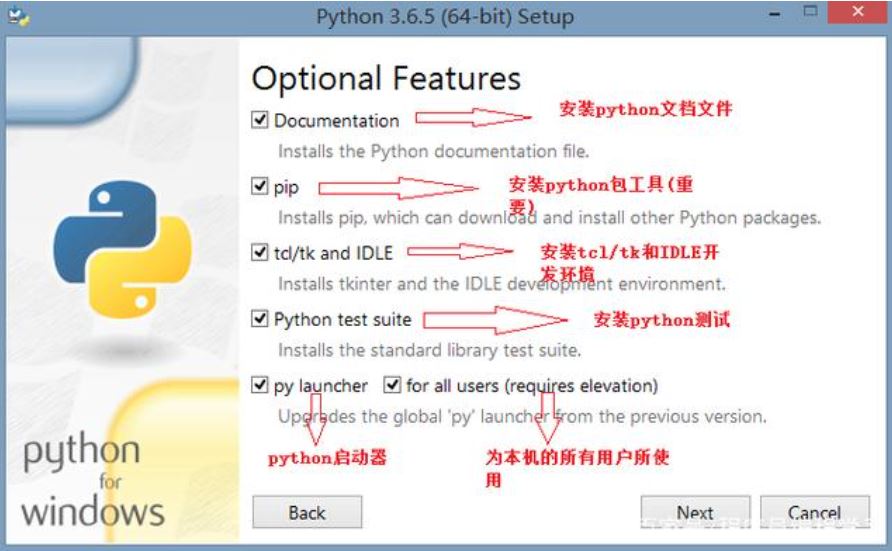 Python 3.6.5 (64-bit) Setup
Optional Features
Documentation
安装python文档文件
Installs the Python documentation file.
pip
安装python包工具(重
要)
Installs pip, which can download and install other Python packages.
tcl/tk and IDLE
安装tcl/tk和IDLE开
发环境
Installs tkinter and the IDLE development environment.
Python test suite
安装python测试
Installs the standard library test suite.
py launcher for all users (requires elevation)
Upgrades the global 'py' launcher from the previous version.
python启动器
为本机的所有用户所使
用
python
for
windows
Back
Next
Cancel